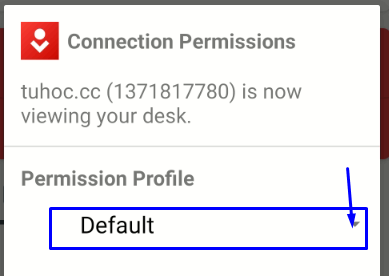 Connection Permissions
tuhoc.cc (1371817780) is now
viewing your desk.
Permission Profile
Default